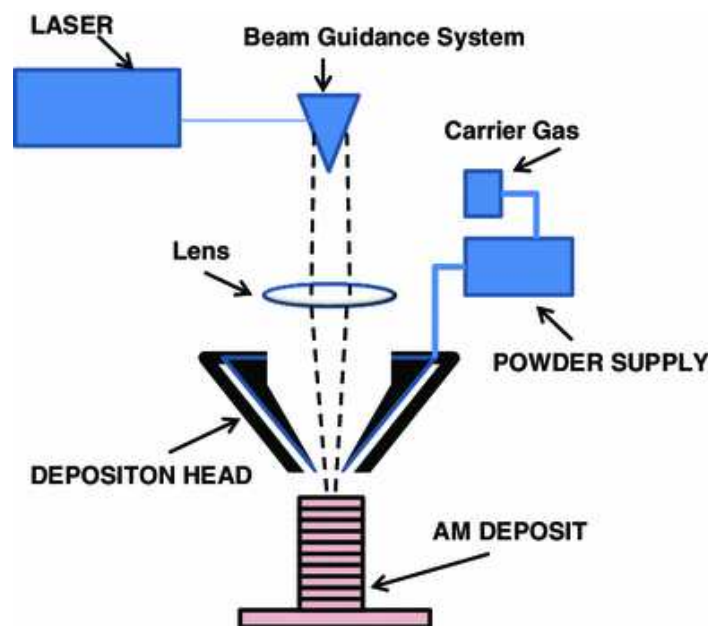 LASER
Beam Guidance System
Carrier Gas
Lens
POWDER SUPPLY
DEPOSITON HEAD
AM DEPOSIT